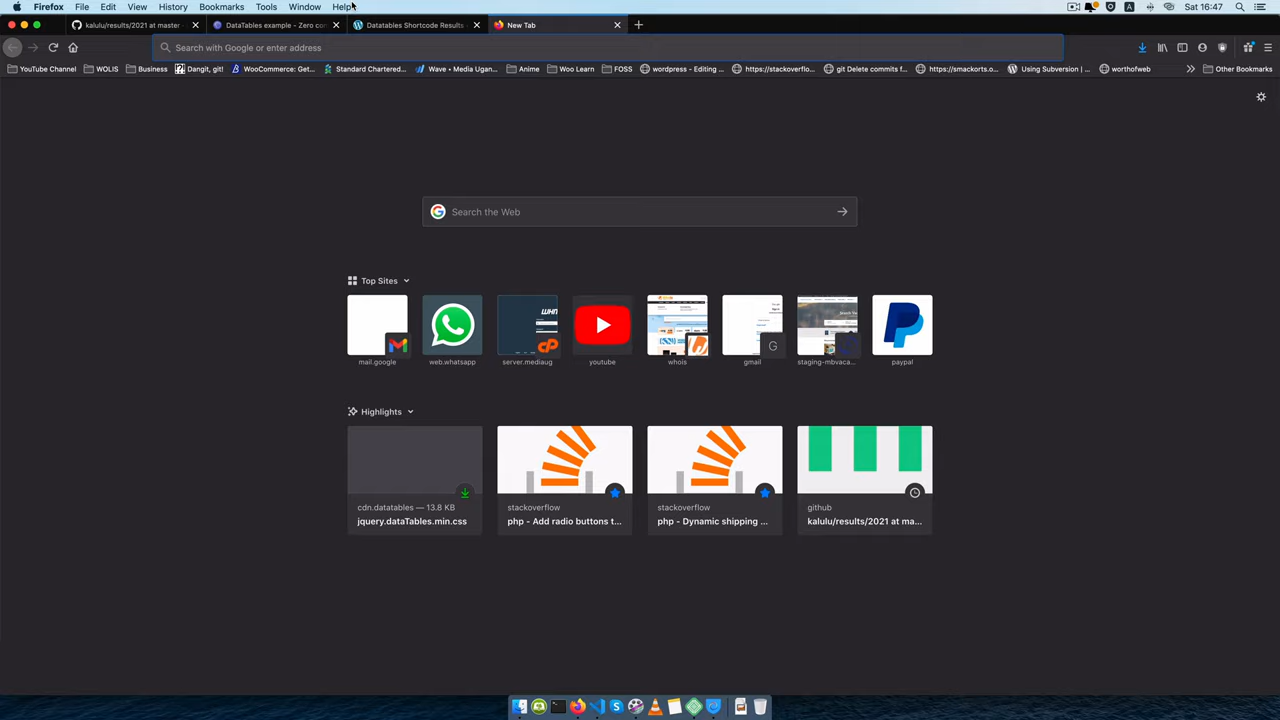 Firefox File Edit View History Bookmarks Tools Window Help Sat 16:47
kalulu/results/2021 at master · DataTables example - Zero con Datatables Shortcode Results New Tab
Search with Google or enter address
YouTube Channel WOLIS Business Dangit, git! WooCommerce: Get... Standard Chartered... Wave • Media Ugan... Anime Woo Learn FOSS wordpress - Editing ... https://stackoverflo... git Delete commits f... https://smackorts.o... Using Subversion | ... worthofweb Other Bookmarks
Search the Web
Top Sites
mail.google web.whatsapp server.mediaug youtube whois gmail staging-mbvaca... paypal
Highlights
cdn.datatables — 13.8 KB stackoverflow stackoverflow github
jquery.dataTables.min.css php - Add radio buttons t... php - Dynamic shipping ... kalulu/results/2021 at ma...